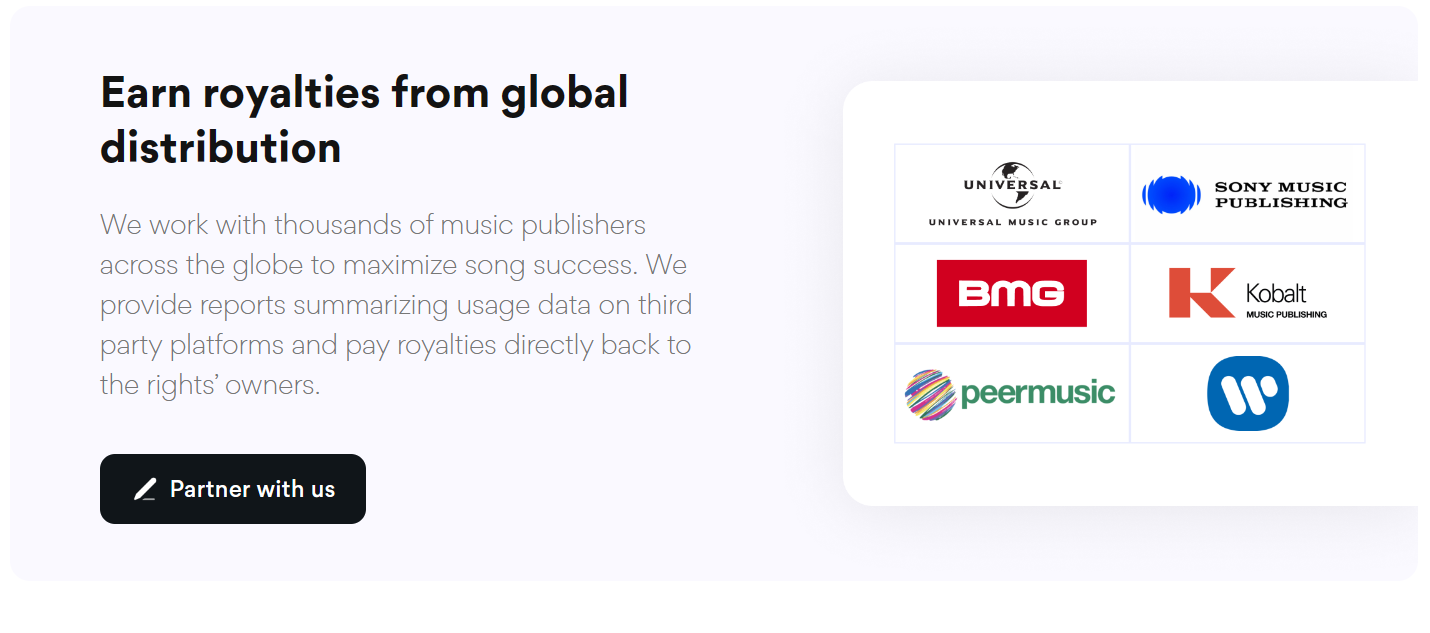 Earn royalties from global
distribution
We work with thousands of music publishers
across the globe to maximize song success. We
provide reports summarizing usage data on third
party platforms and pay royalties directly back to
the rights’ owners.
Partner with us
UNIVERSAL
UNIVERSAL MUSIC GROUP
SONY MUSIC
PUBLISHING
BMG
Kobalt
MUSIC PUBLISHING
peermusic